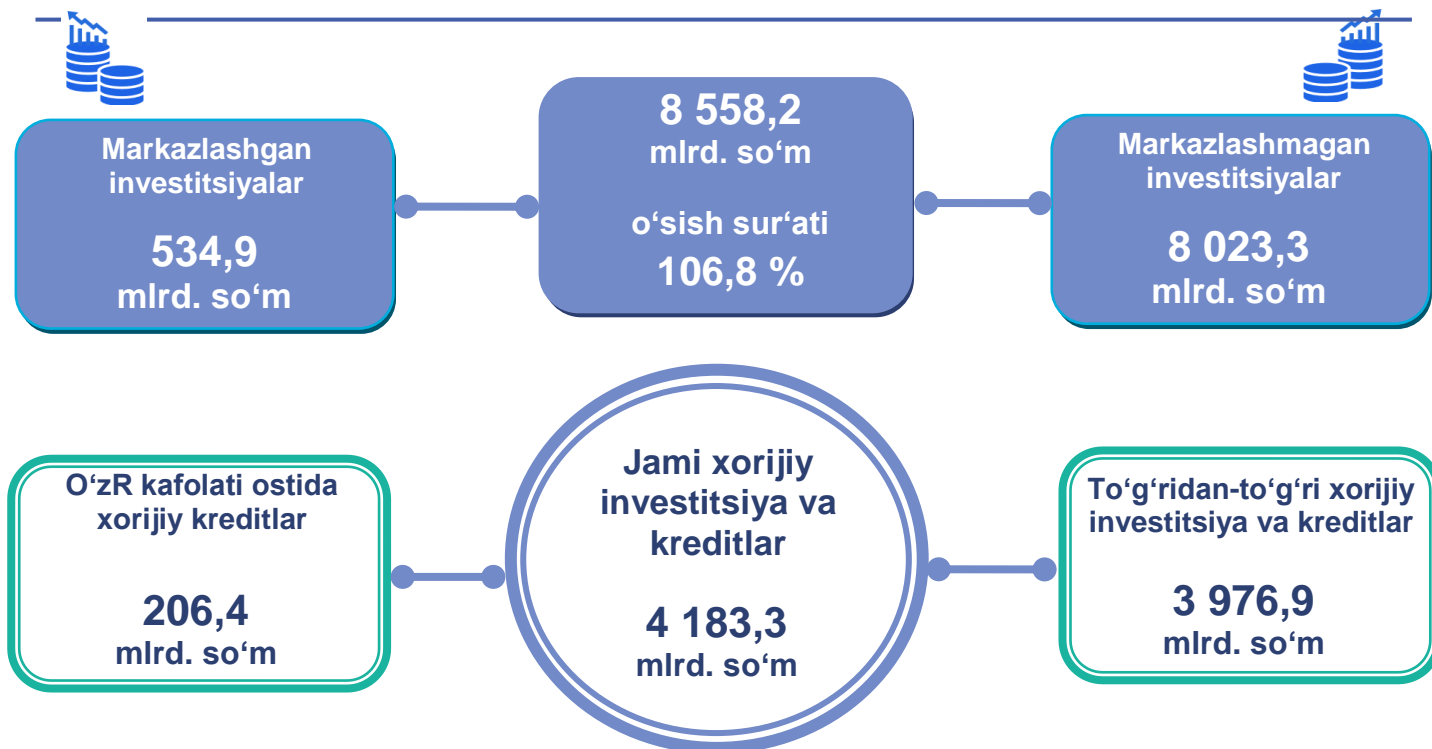 Markazlashgan
investitsiyalar
534,9
mlrd. so‘m
8 558,2
mlrd. so‘m
o‘sish sur‘ati
106,8 %
Markazlashmagan
investitsiyalar
8 023,3
mlrd. so‘m
O‘zR kafolati ostida
xorijiy kreditlar
206,4
mlrd. so‘m
Jami xorijiy
investitsiya va
kreditlar
4 183,3
mlrd. so‘m
To‘g‘ridan-to‘g‘ri xorijiy
investitsiya va kreditlar
3 976,9
mlrd. so‘m